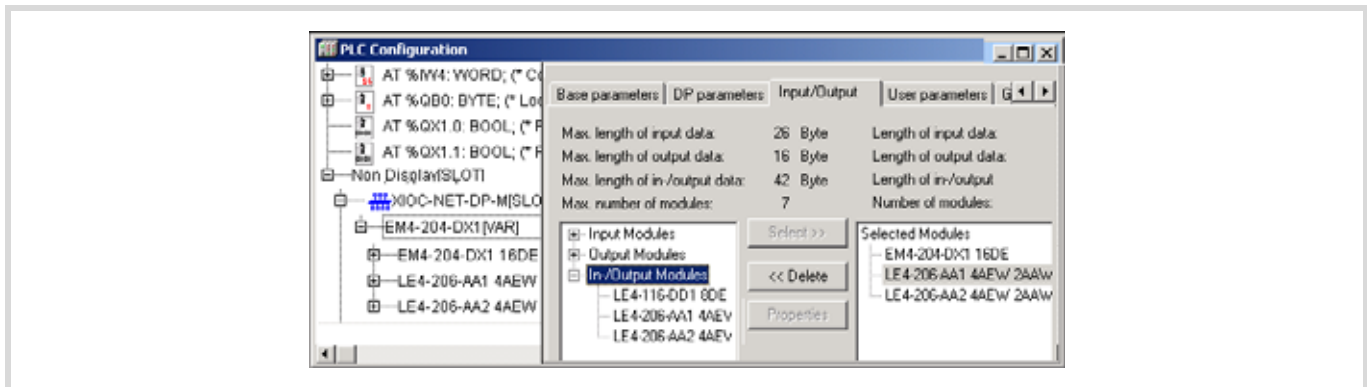 PLC Configuration
AT %IW4: WORD; (* Co
AT %QB0: BYTE; (* Loc
AT %QX1.0: BOOL; (* F
AT %QX1.1: BOOL; (* F
Non Display[SLOT]
XIOC-NET-DP-M[SLO
EM4-204-DX1[VAR]
EM4-204-DX1 16DE
LE4-206-AA1 4AEW
LE4-206-AA2 4AEW
Base parameters
DP parameters
Input/Output
User parameters
G
Max. length of input data: 26 Byte
Length of input data:
Max. length of output data: 16 Byte
Length of output data:
Max. length of in-/output data: 42 Byte
Length of in-/output
Max. number of modules: 7
Number of modules:
Input Modules
Output Modules
In-/Output Modules
LE4-116-DD1 8DE
LE4-206-AA1 4AEV
LE4-206-AA2 4AEV
Select >>
<< Delete
Properties
Selected Modules
EM4-204-DX1 16DE
LE4-206-AA1 4AEW 2AAW
LE4-206-AA2 4AEW 2AAW